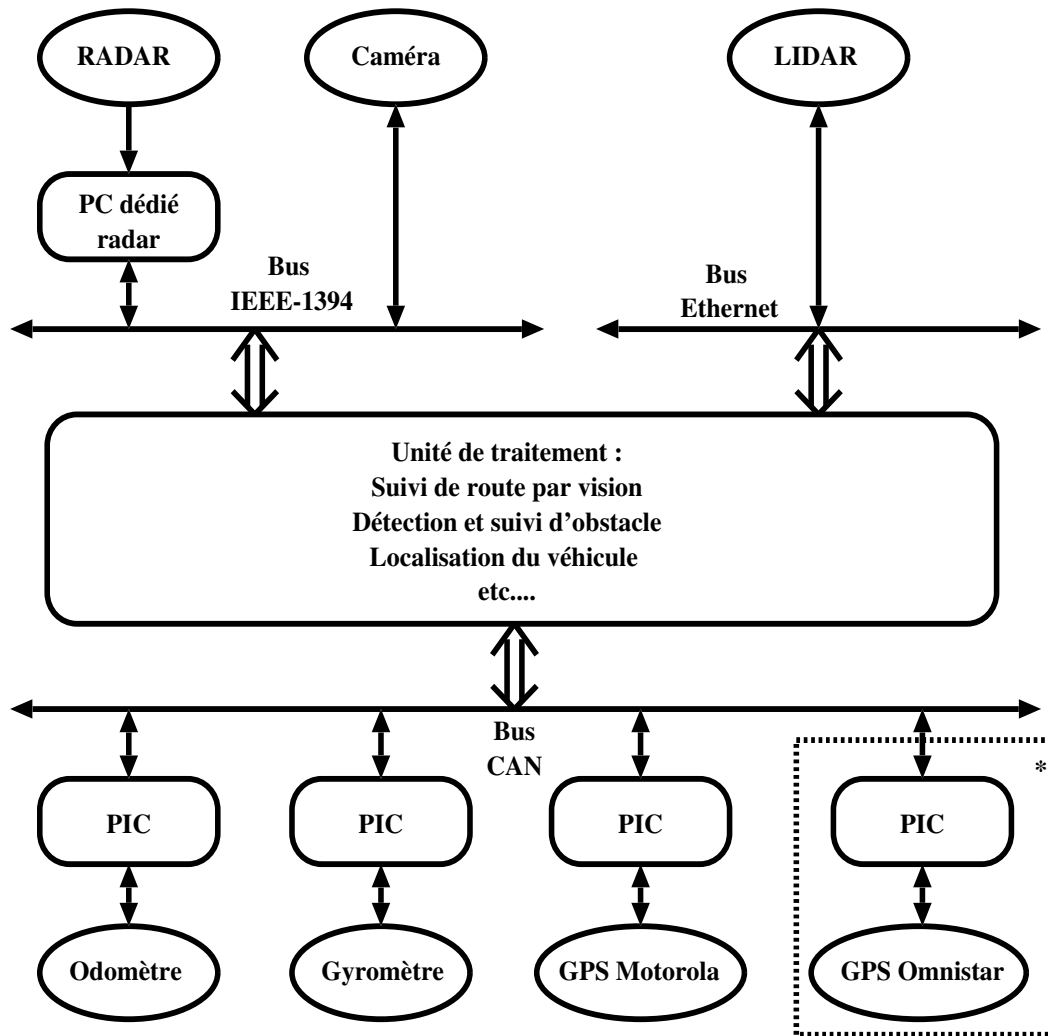 RADAR
Caméra
LIDAR
PC dédié
radar
Bus
IEEE-1394
Bus
Ethernet
Unité de traitement :
Suivi de route par vision
Détection et suivi d'obstacle
Localisation du véhicule
etc....
Bus
CAN
*
PIC
PIC
PIC
PIC
Odomètre
Gyromètre
GPS Motorola
GPS Omnistar